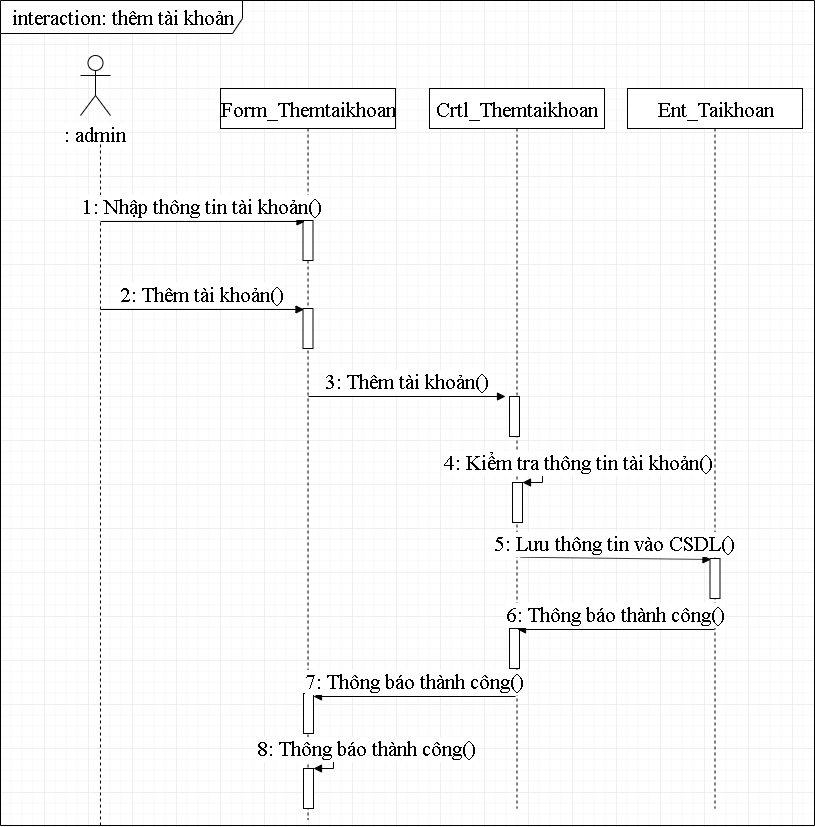 interaction: thêm tài khoản
: admin
Form_Themtaikhoan
Crtl_Themtaikhoan
Ent_Taikhoan
1: Nhập thông tin tài khoản()
2: Thêm tài khoản()
3: Thêm tài khoản()
4: Kiểm tra thông tin tài khoản()
5: Lưu thông tin vào CSDL()
6: Thông báo thành công()
7: Thông báo thành công()
8: Thông báo thành công()